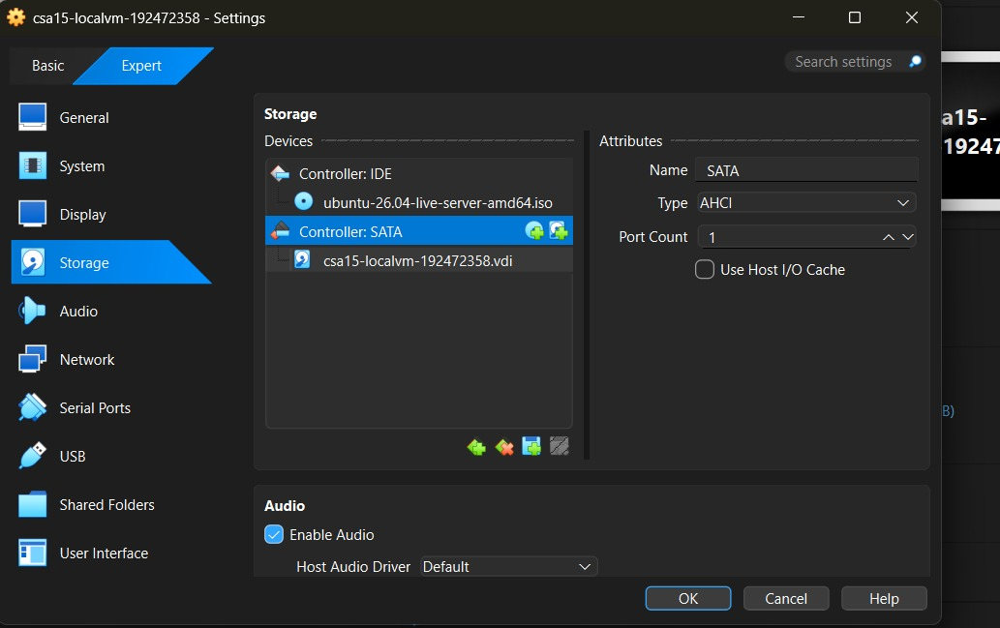 csa15-localvm-192472358 - Settings
Basic
Expert
Search settings
General
System
Display
Storage
Audio
Network
Serial Ports
USB
Shared Folders
User Interface
Storage
Devices
Controller: IDE
ubuntu-26.04-live-server-amd64.iso
Controller: SATA
csa15-localvm-192472358.vdi
Attributes
Name SATA
Type AHCI
Port Count 1
Use Host I/O Cache
Audio
Enable Audio
Host Audio Driver Default
OK
Cancel
Help
a15-
19247
B)